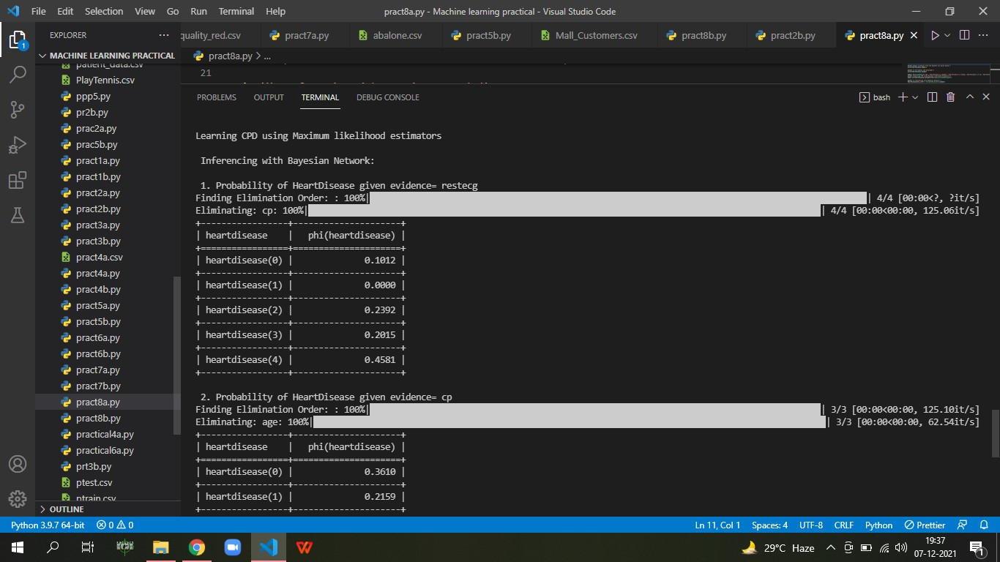 File Edit Selection View Go Run Terminal Help pract8a.py - Machine learning practical - Visual Studio Code
EXPLORER ···
quality_red.csv pract7a.py abalone.csv pract5b.py Mall_Customers.csv pract8b.py pract2b.py pract8a.py
MACHINE LEARNING PRACTICAL
pract8a.py > ...
patient_data.csv
PlayTennis.csv
ppp5.py
pr2b.py
prac2a.py
prac5b.py
pract1a.py
pract1b.py
pract2a.py
pract2b.py
pract3a.py
pract3b.py
pract4a.csv
pract4a.py
pract4b.py
pract5a.py
pract5b.py
pract6a.py
pract6b.py
pract7a.py
pract7b.py
pract8a.py
pract8b.py
practical4a.py
practical6a.py
prt3b.py
ptest.csv
ptrain.csv
OUTLINE
1
21
PROBLEMS OUTPUT TERMINAL DEBUG CONSOLE bash
Learning CPD using Maximum likelihood estimators
Inferencing with Bayesian Network:
1. Probability of HeartDisease given evidence= restecg
Finding Elimination Order: : 100%| | 4/4 [00:00<?, ?it/s]
Eliminating: cp: 100%| | 4/4 [00:00<00:00, 125.06it/s]
+-----------------+---------------------+
| heartdisease    |   phi(heartdisease) |
+=================+=====================+
| heartdisease(0) |              0.1012 |
+-----------------+---------------------+
| heartdisease(1) |              0.0000 |
+-----------------+---------------------+
| heartdisease(2) |              0.2392 |
+-----------------+---------------------+
| heartdisease(3) |              0.2015 |
+-----------------+---------------------+
| heartdisease(4) |              0.4581 |
+-----------------+---------------------+
2. Probability of HeartDisease given evidence= cp
Finding Elimination Order: : 100%| | 3/3 [00:00<00:00, 125.10it/s]
Eliminating: age: 100%| | 3/3 [00:00<00:00, 62.54it/s]
+-----------------+---------------------+
| heartdisease    |   phi(heartdisease) |
+=================+=====================+
| heartdisease(0) |              0.3610 |
+-----------------+---------------------+
| heartdisease(1) |              0.2159 |
+-----------------+---------------------+
Python 3.9.7 64-bit 0 0 Ln 11, Col 1 Spaces: 4 UTF-8 CRLF Python Prettier
29°C Haze 19:37
07-12-2021 1